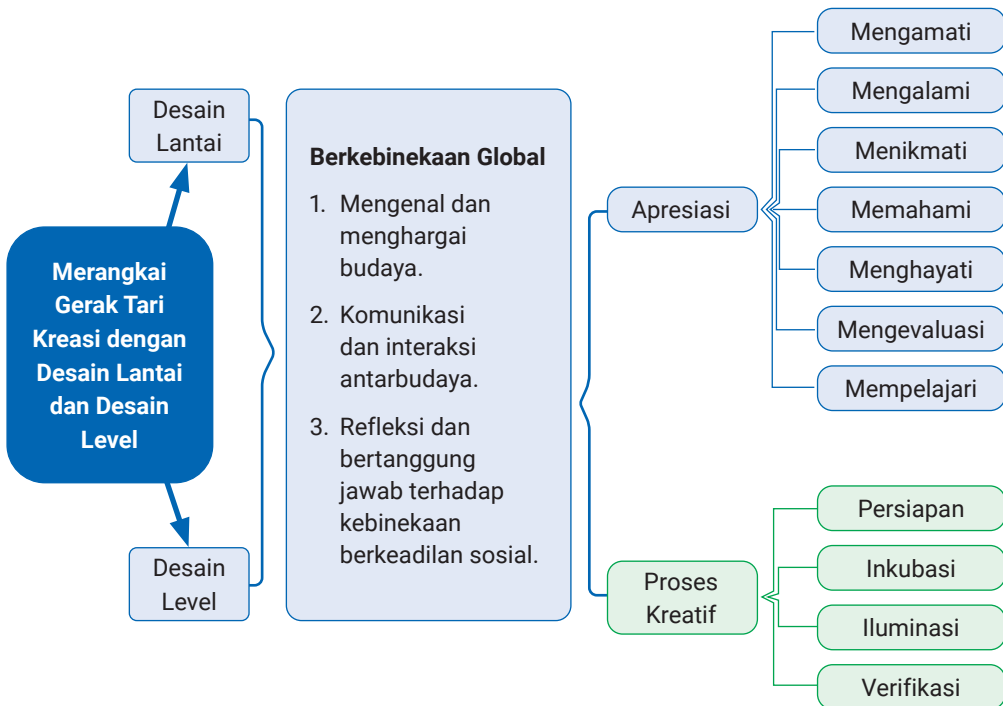 Merangkai
Gerak Tari
Kreasi dengan
Desain Lantai
dan Desain
Level
Desain
Lantai
Desain
Level
Berkebinekaan Global
1. Mengenal dan
menghargai
budaya.
2. Komunikasi
dan interaksi
antarbudaya.
3. Refleksi dan
bertanggung
jawab terhadap
kebinekaan
berkeadilan sosial.
Apresiasi
Mengamati
Mengalami
Menikmati
Memahami
Menghayati
Mengevaluasi
Mempelajari
Proses
Kreatif
Persiapan
Inkubasi
Iluminasi
Verifikasi